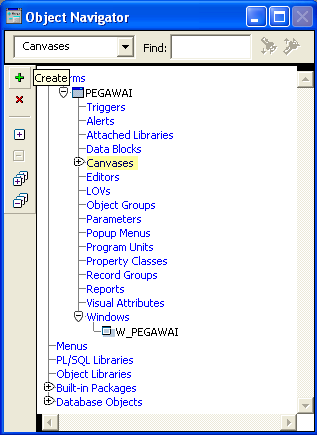 Object Navigator
Canvases
Find:
Create
rms
PEGAWAI
Triggers
Alerts
Attached Libraries
Data Blocks
Canvases
Editors
LOVs
Object Groups
Parameters
Popup Menus
Program Units
Property Classes
Record Groups
Reports
Visual Attributes
Windows
W_PEGAWAI
Menus
PL/SQL Libraries
Object Libraries
Built-in Packages
Database Objects